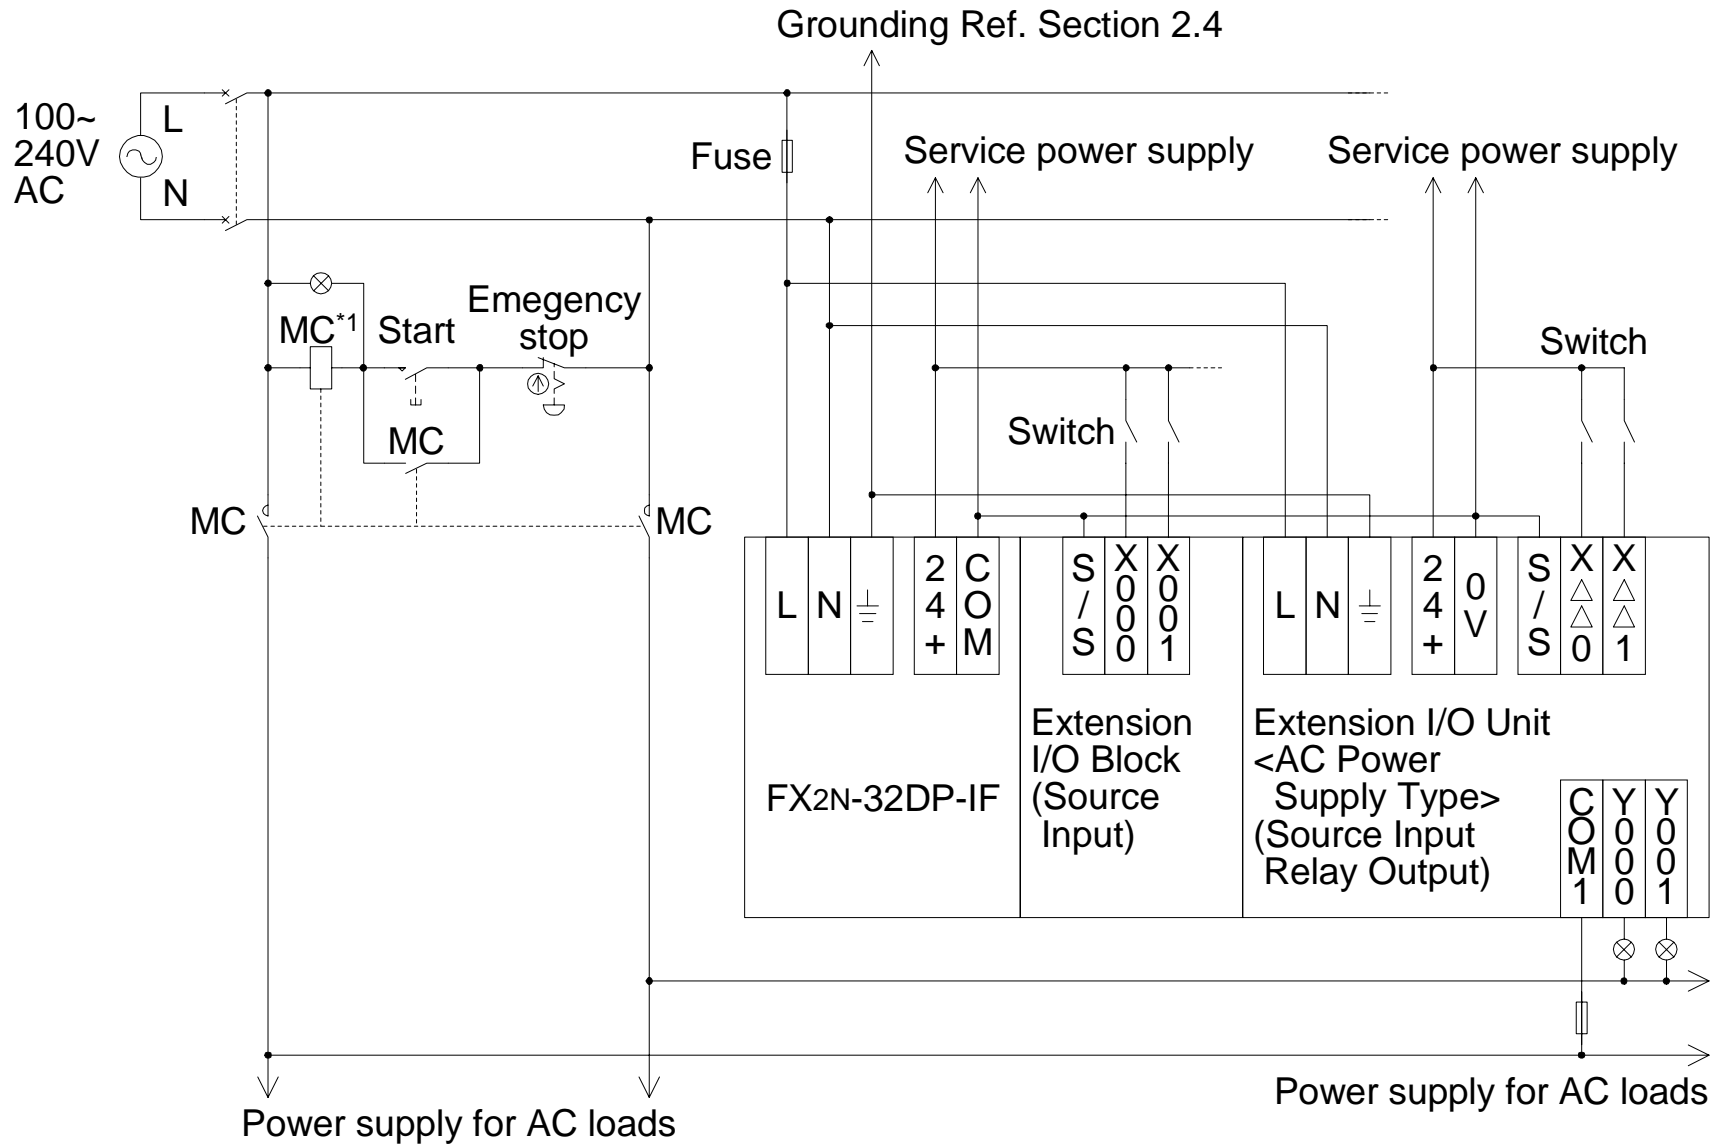 Grounding Ref. Section 2.4
100~
240V
AC
L
N
Fuse
Service power supply
Service power supply
MC*1
Start
Emegency
stop
MC
Switch
Switch
MC
MC
L
N
24+
COM
S/S
X000
X001
L
N
24+
0V
S/S
X△△0
X△△1
FX2N-32DP-IF
Extension
I/O Block
(Source
Input)
Extension I/O Unit
<AC Power
Supply Type>
(Source Input
Relay Output)
COM1
Y000
Y001
Power supply for AC loads
Power supply for AC loads